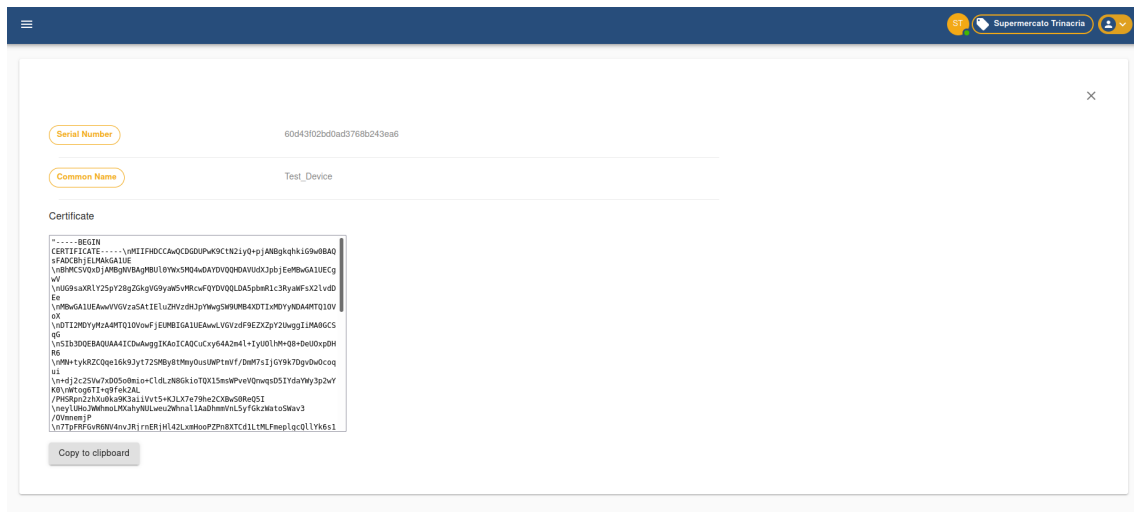 ST Supermercato Trinacria
Serial Number 60d43f02bd0ad3768b243ea6
Common Name Test_Device
Certificate
"-----BEGIN
CERTIFICATE-----\nMIIFHDCCAwQCDGDUPwK9CtN2iyQ+pjANBgkqhkiG9w0BAQ
sFADCBhjELMAkGA1UE
\nBhMCSVQxDjAMBgNVBAgMBUl0YWx5MQ4wDAYDVQQHDAVUdXJpbjEeMBwGA1UECg
wV
\nUG9saXRlY25pY28gZGkgVG9yaW5vMRcwFQYDVQQLDA5pbmR1c3RyaWFsX2lvdD
Ee
\nMBwGA1UEAwwVVGVzaSAtIEluZHVzdHJpYWwgSW9UMB4XDTIxMDYyNDA4MTQ1OV
oX
\nDTI2MDYyMzA4MTQ1OVowFjEUMBIGA1UEAwwLVGVzdF9EZXZpY2UwggIiMA0GCS
qG
\nSIb3DQEBAQUAA4ICDwAwggIKAoICAQCuCxy64A2m4l+IyUOlhM+Q8+DeUOxpDH
R6
\nMN+tykRZCQqe16k9Jyt72SMBy8tMmyOusUWPtmVf/DmM7sIjGY9k7DgvDwOcoq
ui
\n+dj2c2SVw7xDO5o0mio+CldLzN8GkioTQX15msWPveVQnwqsD5IYdaYWy3p2wY
K0\nWtog6TI+q9fek2AL
/PHSRpn2zhXu0ka9K3aiiVvt5+KJLX7e79he2CXBwS0ReQ5I
\neylUHoJWWhmoLMXahyNULweu2Whnal1AaDhmmVnL5yfGkzWatoSWav3
/OVmnemjP
\n7TpFRFGvR6NV4nvJRjrnERjHl42LxmHooPZPn8XTCd1LtMLFmeplgcQllYk6s1
Copy to clipboard